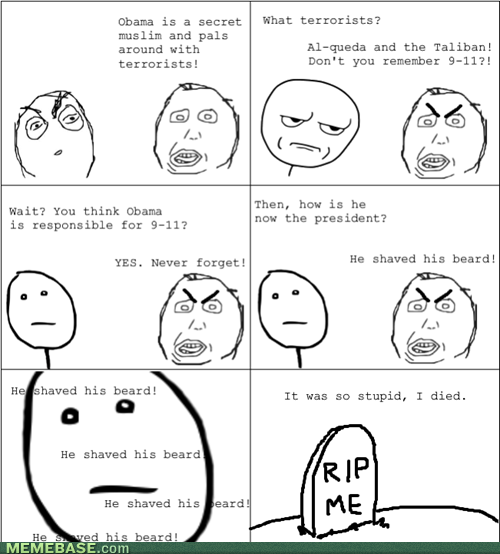 Obama is a secret
muslim and pals
around with
terrorists!
What terrorists?
Al-queda and the Taliban!
Don't you remember 9-11?!
Wait? You think Obama
is responsible for 9-11?
YES. Never forget!
Then, how is he
now the president?
He shaved his beard!
He shaved his beard!
He shaved his beard!
He shaved his beard!
He shaved his beard!
It was so stupid, I died.
RIP
ME
MEMEBASE.com